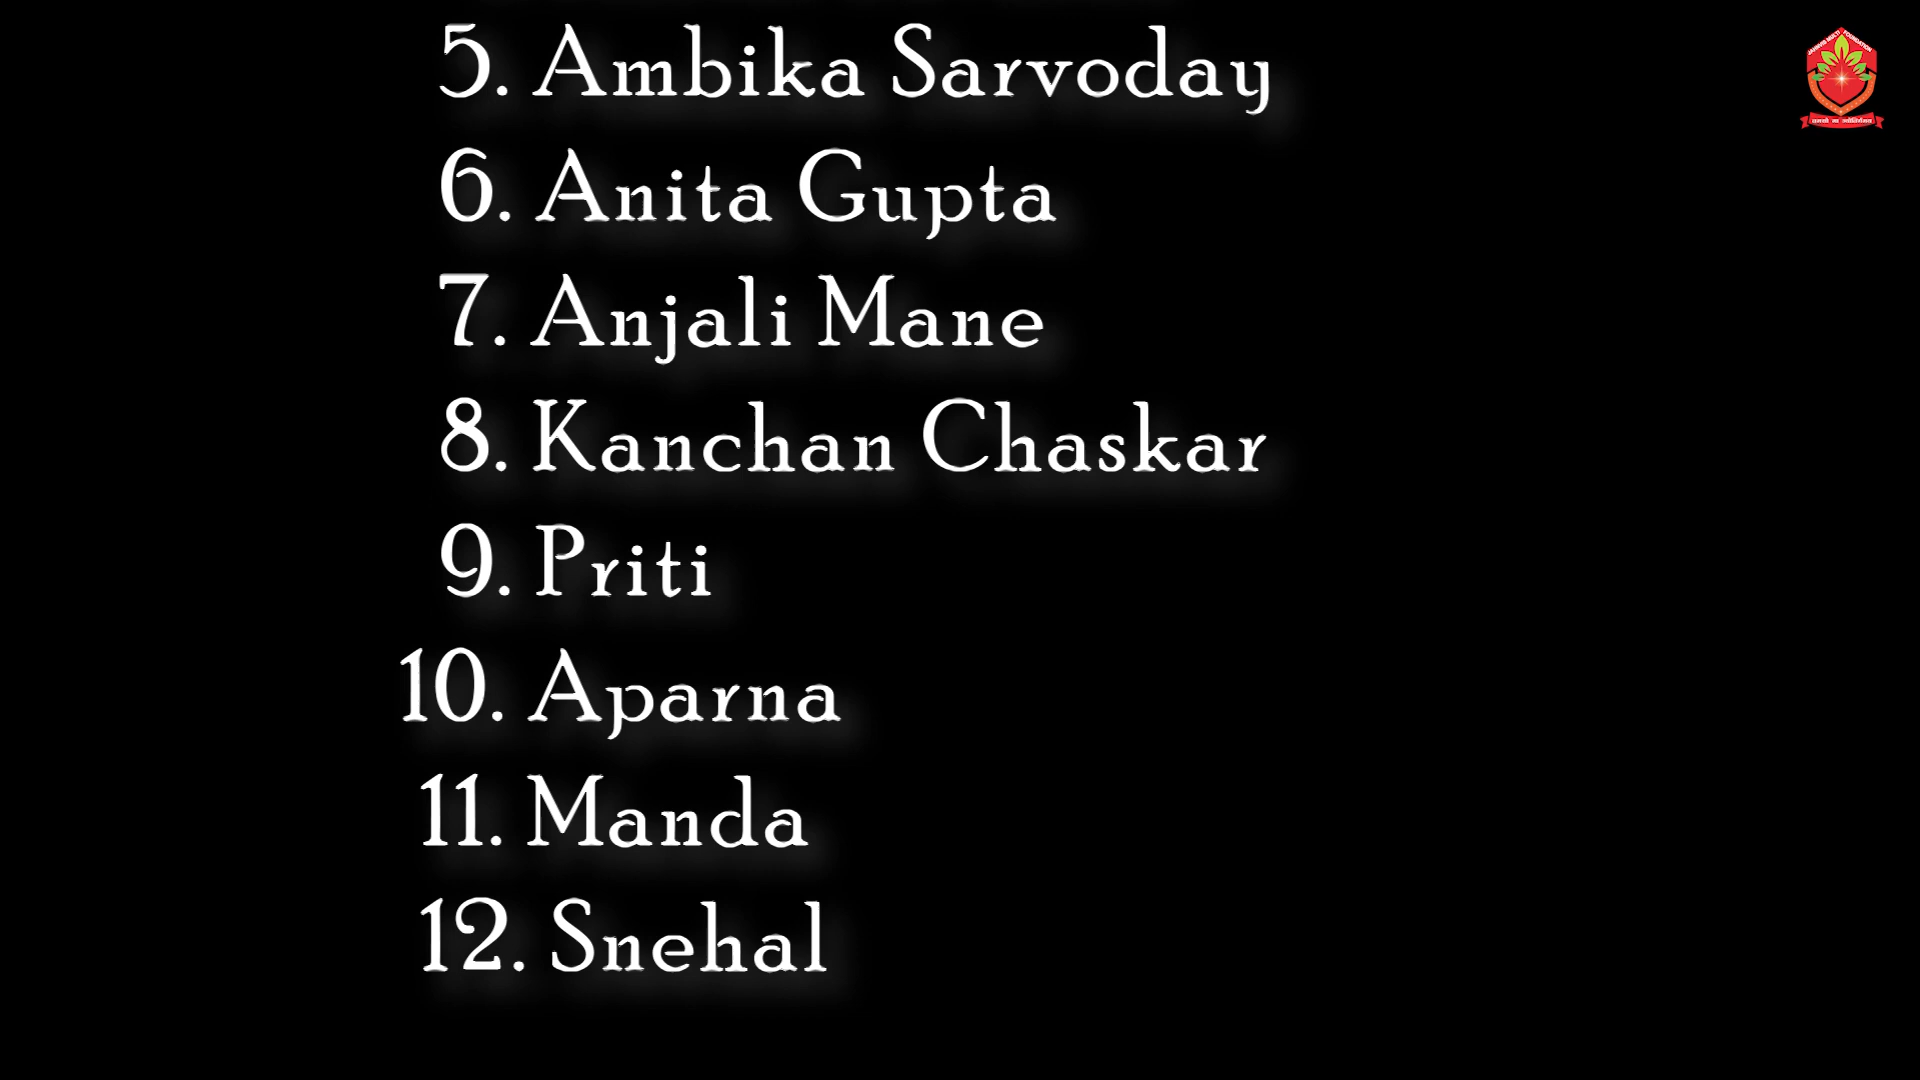 5. Ambika Sarvoday
6. Anita Gupta
7. Anjali Mane
8. Kanchan Chaskar
9. Priti
10. Aparna
11. Manda
12. Snehal
FOUNDATION